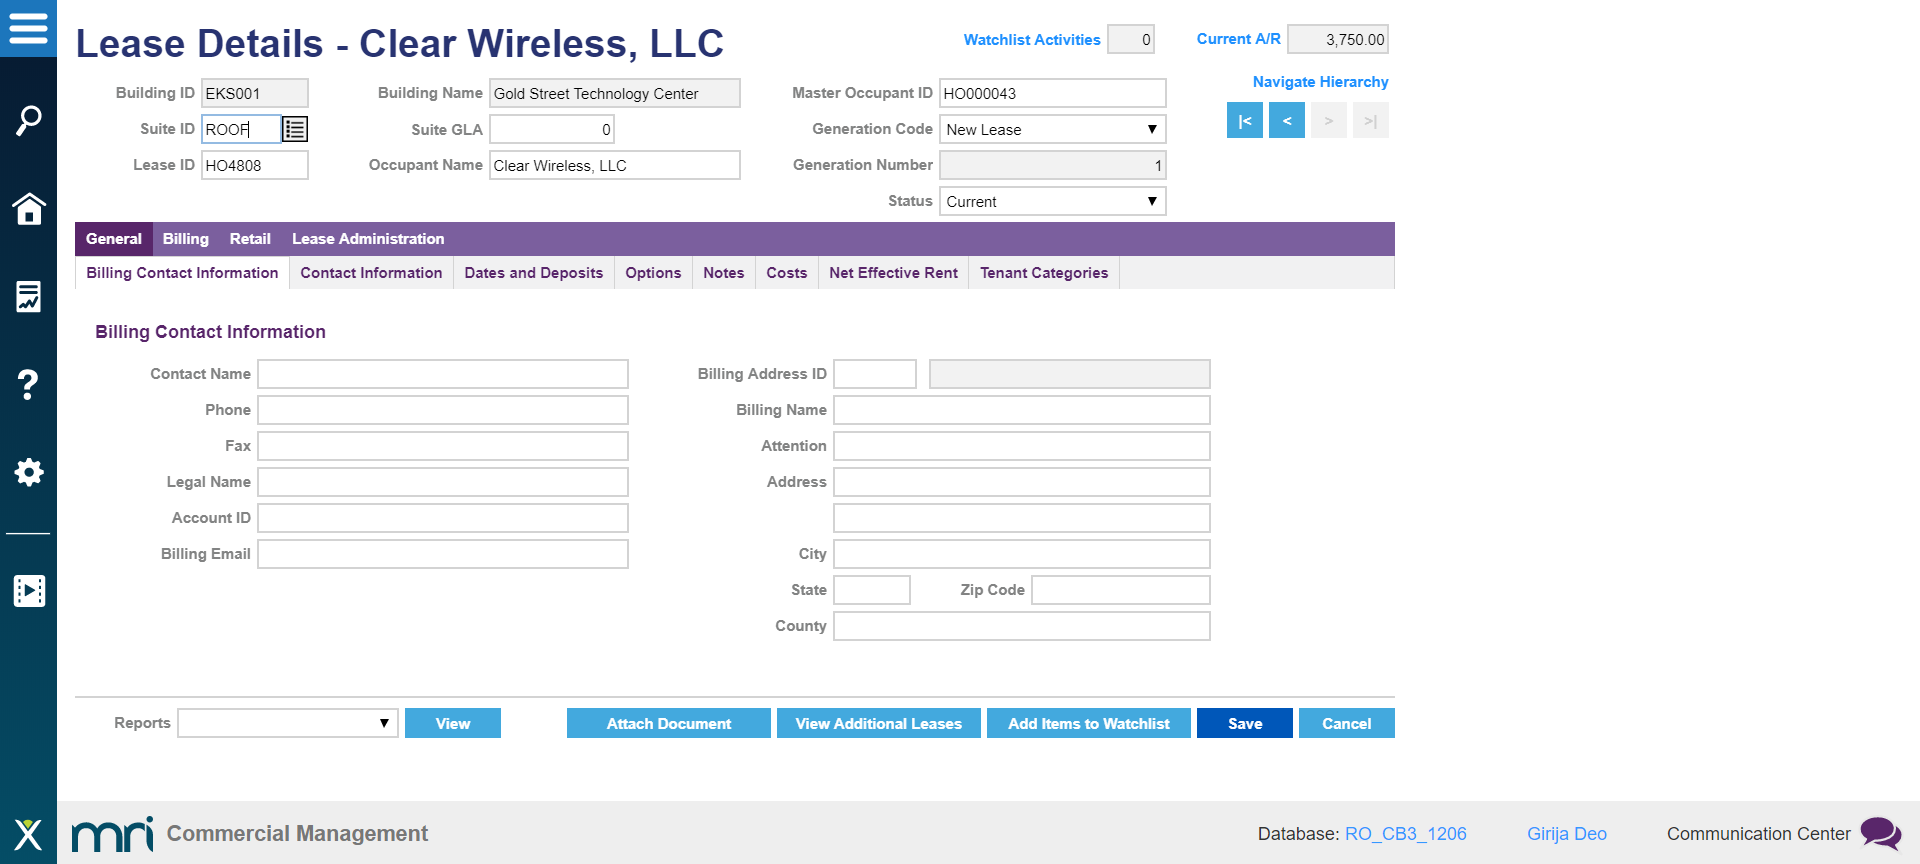 Lease Details - Clear Wireless, LLC
Watchlist Activities 0 Current A/R 3,750.00
Navigate Hierarchy
|< < > >|
Building ID EKS001 Building Name Gold Street Technology Center Master Occupant ID HO000043
Suite ID ROOF Suite GLA 0 Generation Code New Lease
Lease ID HO4808 Occupant Name Clear Wireless, LLC Generation Number 1
Status Current
General Billing Retail Lease Administration
Billing Contact Information Contact Information Dates and Deposits Options Notes Costs Net Effective Rent Tenant Categories
Billing Contact Information
Contact Name Billing Address ID
Phone Billing Name
Fax Attention
Legal Name Address
Account ID
Billing Email City
State Zip Code
County
Reports View Attach Document View Additional Leases Add Items to Watchlist Save Cancel
mri Commercial Management Database: RO_CB3_1206 Girija Deo Communication Center